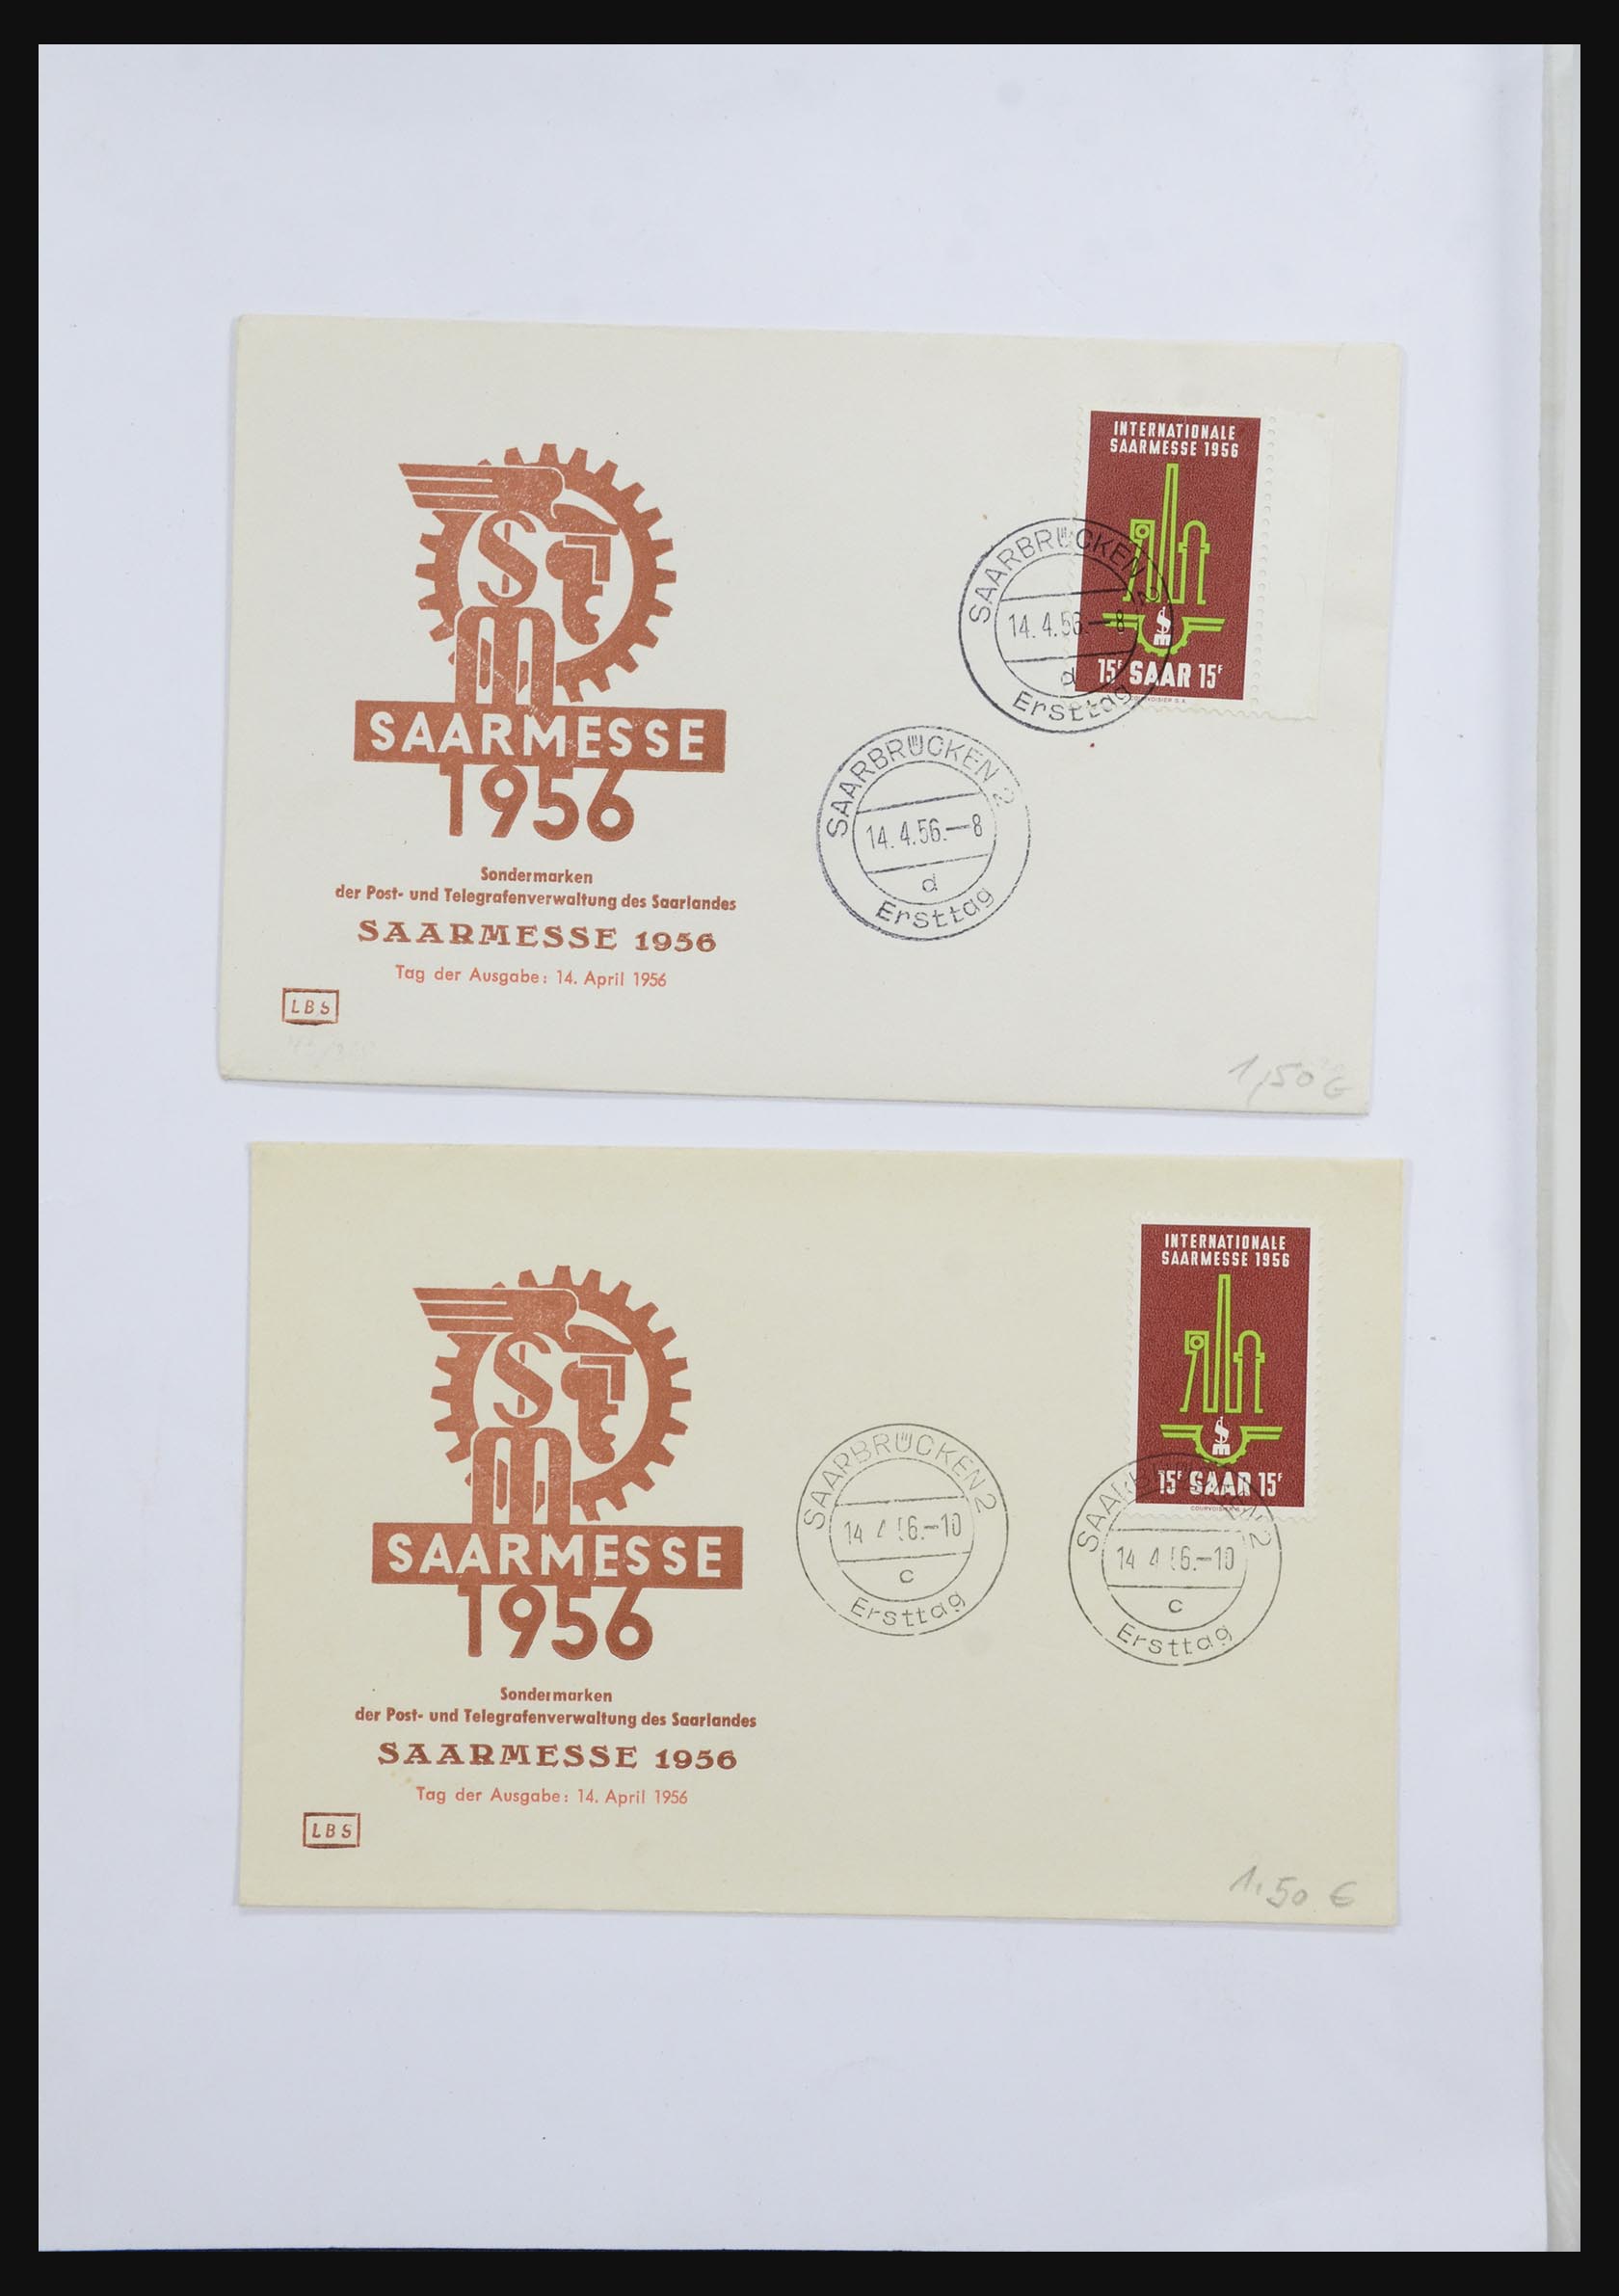 INTERNATIONALE
SAARMESSE 1956
15F SAAR 15F
SAARBRÜCKEN 2
14. 4.56.—8
d
Ersttag
SAARBRÜCKEN 2
14. 4.56.—8
d
Ersttag
S
m
SAARMESSE
1956
Sondermarken
der Post- und Telegrafenverwaltung des Saarlandes
SAARMESSE 1956
Tag der Ausgabe: 14. April 1956
LBS
1,50 €
INTERNATIONALE
SAARMESSE 1956
15F SAAR 15F
COURVOISIER
SAARBRÜCKEN 2
14 4 56.—10
c
Ersttag
SAARBRÜCKEN 2
14 4 56.—10
c
Ersttag
S
m
SAARMESSE
1956
Sondermarken
der Post- und Telegrafenverwaltung des Saarlandes
SAARMESSE 1956
Tag der Ausgabe: 14. April 1956
LBS
1.50 €